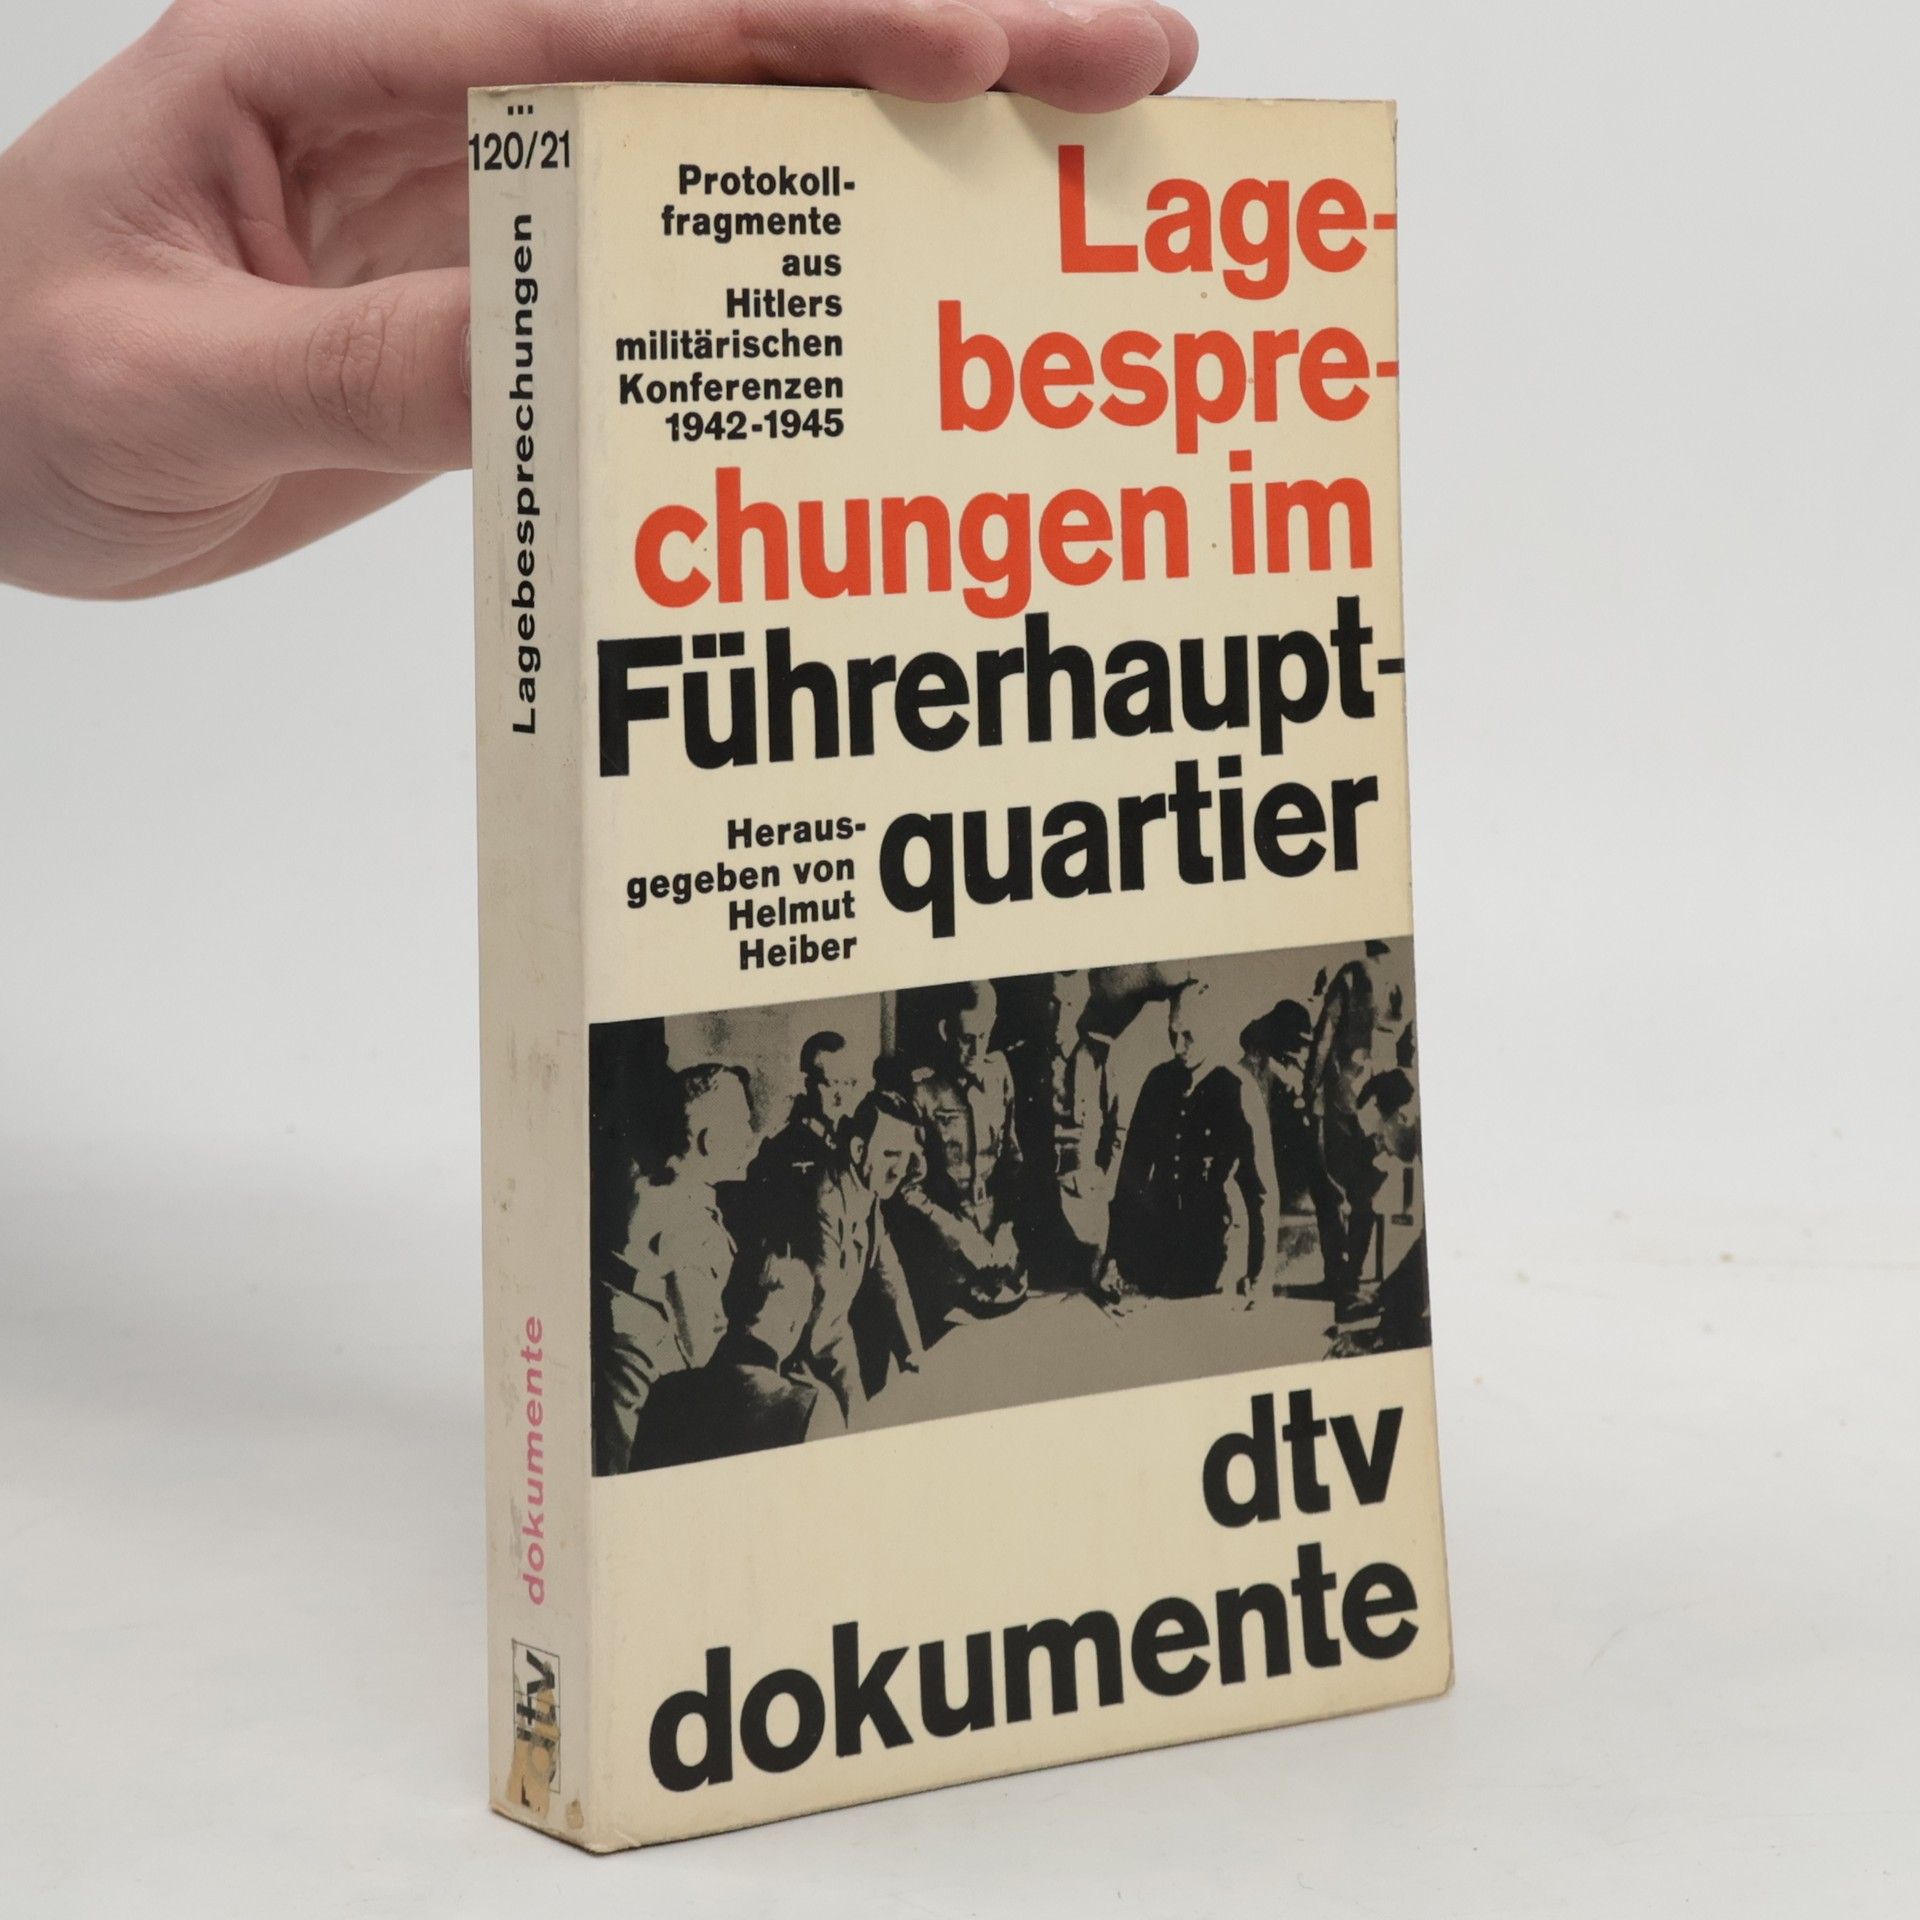 120/21
Lagebesprechungen
dokumente
dtv
Protokoll-
fragmente
aus
Hitlers
militärischen
Konferenzen
1942-1945
Lage-
bespre-
chungen im
Führerhaupt-
quartier
Heraus-
gegeben von
Helmut
Heiber
dtv
dokumente